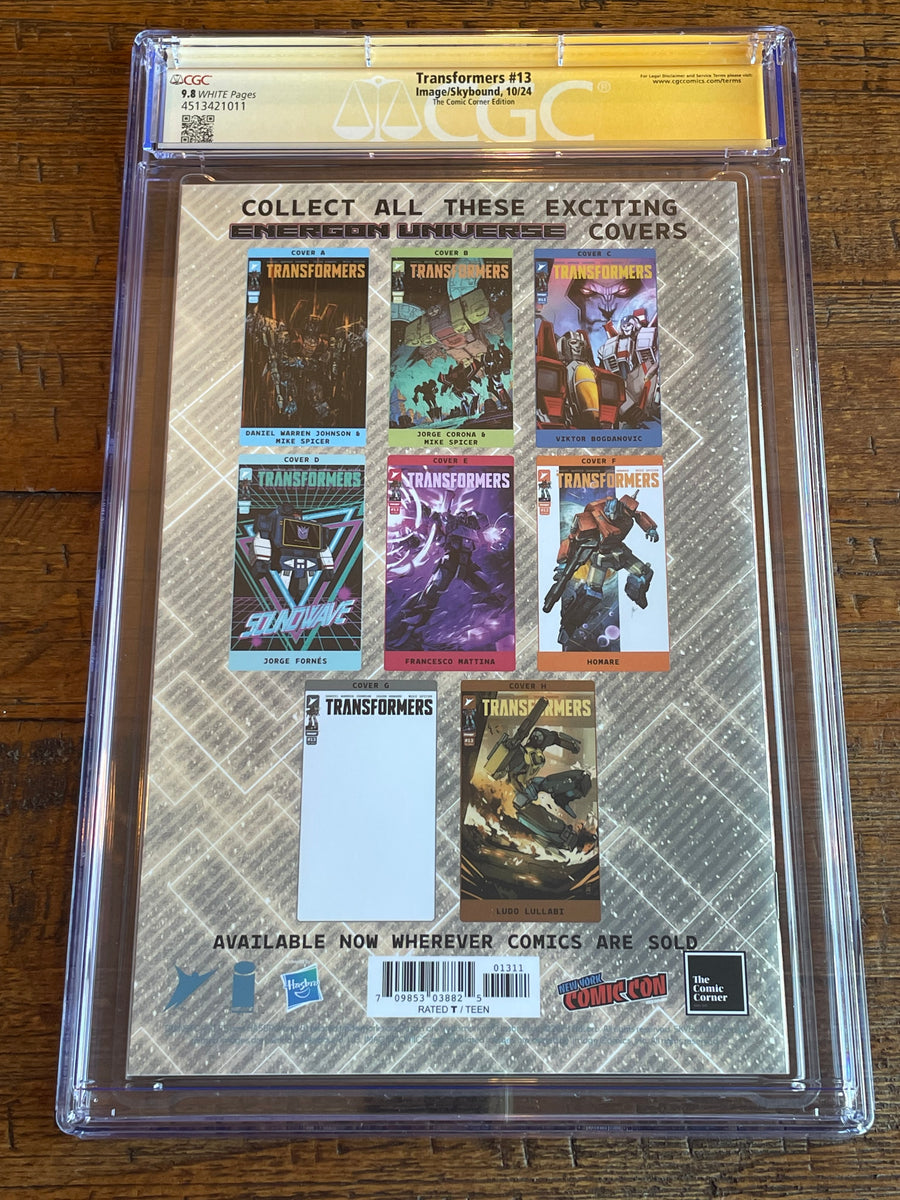 CGC
9.8 WHITE Pages
4513421011
Transformers #13
Image/Skybound, 10/24
The Comic Corner Edition
For Legal Disclaimer and Service Terms please visit:
www.cgccomics.com/terms
CGC®
COLLECT ALL THESE EXCITING
ENERGON UNIVERSE COVERS
COVER A
TRANSFORMERS
DANIEL WARREN JOHNSON &
MIKE SPICER
COVER B
TRANSFORMERS
JORGE CORONA &
MIKE SPICER
COVER C
TRANSFORMERS
VIKTOR BOGDANOVIC
COVER D
TRANSFORMERS
SOUNDWAVE
JORGE FORNÉS
COVER E
TRANSFORMERS
FRANCESCO MATTINA
COVER F
TRANSFORMERS
HOMARE
COVER G
TRANSFORMERS
#13
COVER H
TRANSFORMERS
#13
LUDO LULLABI
AVAILABLE NOW WHEREVER COMICS ARE SOLD
Hasbro
01311
7 09853 03882 5
RATED T / TEEN
NEW YORK
COMIC CON
The
Comic
Corner